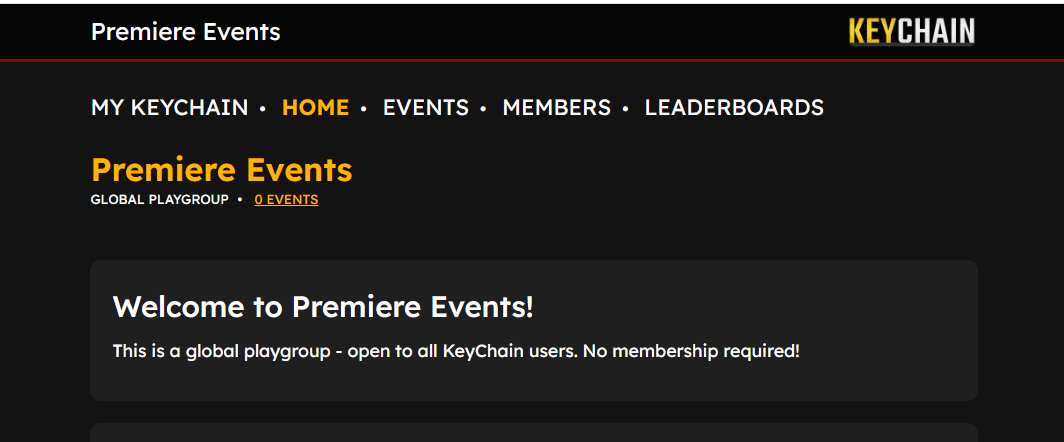 Premiere Events KEYCHAIN
MY KEYCHAIN • HOME • EVENTS • MEMBERS • LEADERBOARDS
Premiere Events
GLOBAL PLAYGROUP • 0 EVENTS
Welcome to Premiere Events!
This is a global playgroup - open to all KeyChain users. No membership required!